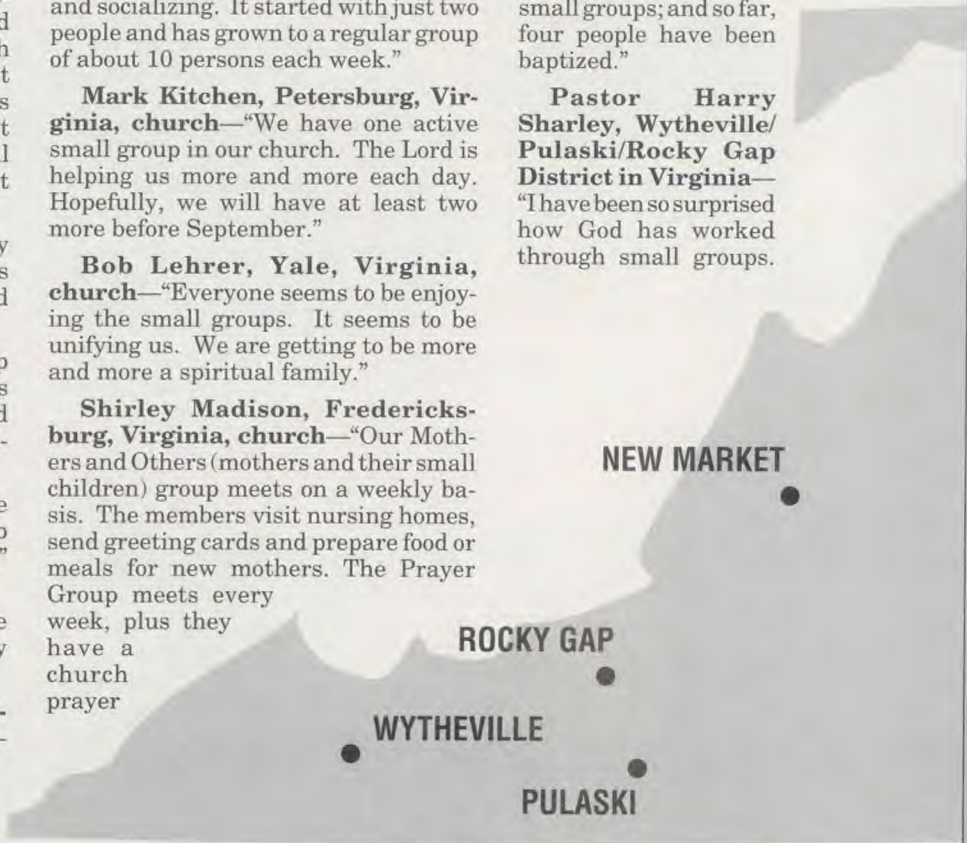 and socializing. It started with just two
people and has grown to a regular group
of about 10 persons each week.”
Mark Kitchen, Petersburg, Vir-
ginia, church—“We have one active
small group in our church. The Lord is
helping us more and more each day.
Hopefully, we will have at least two
more before September.”
Bob Lehrer, Yale, Virginia,
church—“Everyone seems to be enjoy-
ing the small groups. It seems to be
unifying us. We are getting to be more
and more a spiritual family.”
Shirley Madison, Fredericks-
burg, Virginia, church—“Our Moth-
ers and Others (mothers and their small
children) group meets on a weekly ba-
sis. The members visit nursing homes,
send greeting cards and prepare food or
meals for new mothers. The Prayer
Group meets every
week, plus they
have a
church
prayer
small groups; and so far,
four people have been
baptized.”
Pastor Harry
Sharley, Wytheville/
Pulaski/Rocky Gap
District in Virginia—
“I have been so surprised
how God has worked
through small groups.
NEW MARKET
ROCKY GAP
WYTHEVILLE
PULASKI